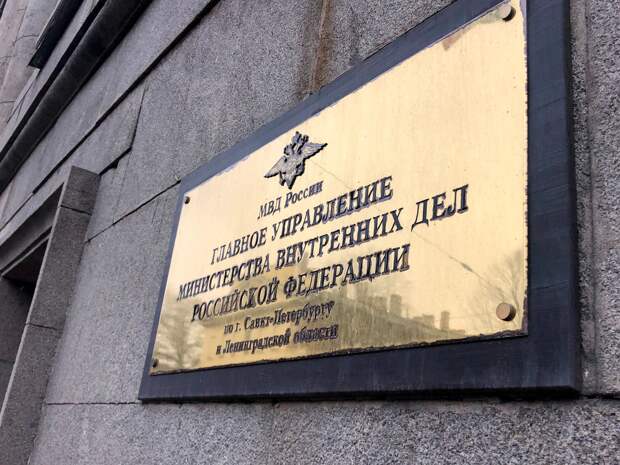 МВД России
ГЛАВНОЕ УПРАВЛЕНИЕ
МИНИСТЕРСТВА ВНУТРЕННИХ ДЕЛ
РОССИЙСКОЙ ФЕДЕРАЦИИ
по г. Санкт-Петербургу
и Ленинградской области